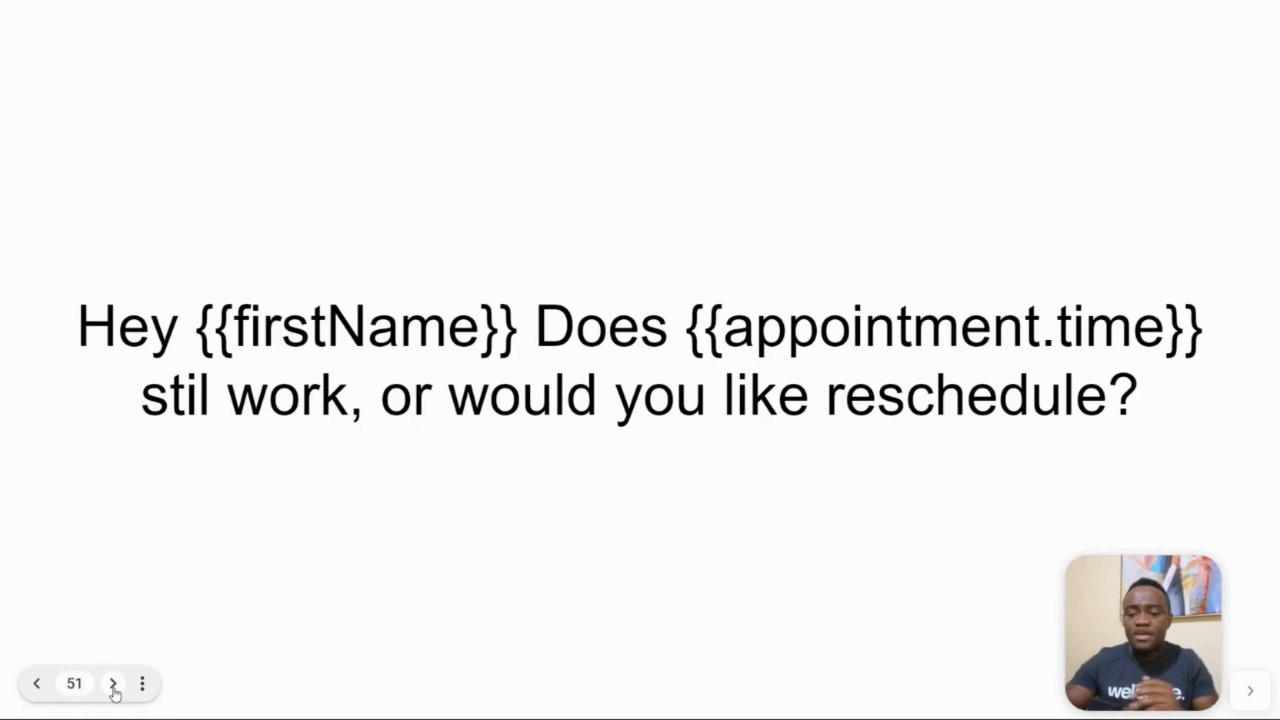 Hey {{firstName}} Does {{appointment.time}}
stil work, or would you like reschedule?
51